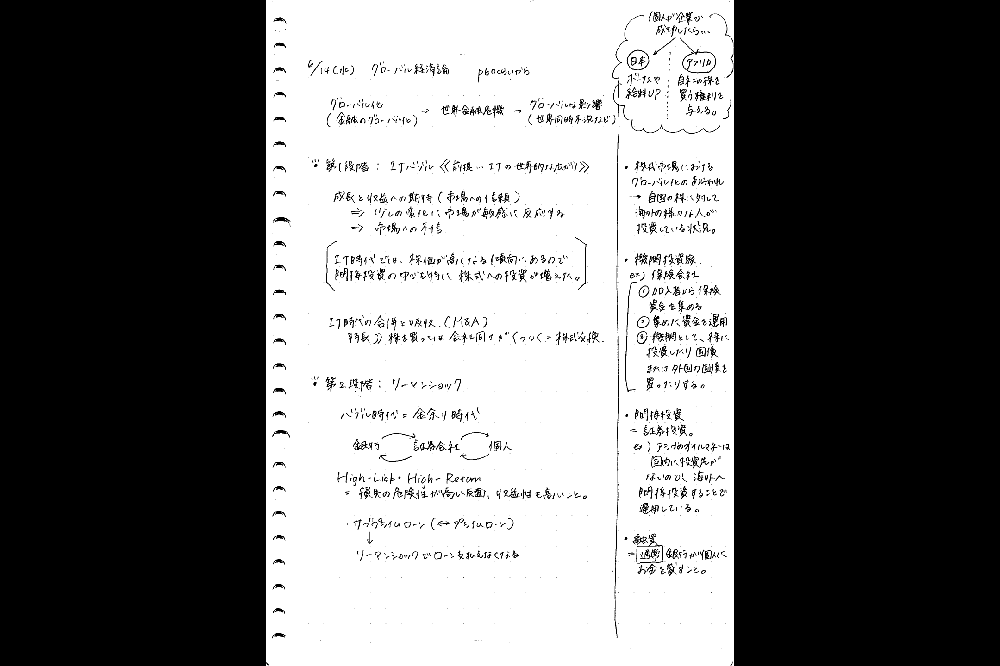 6/14(水) グローバル経済論 p60くらいから
グローバル化
(金融のグローバル化)
→ 世界金融危機 →
グローバルな影響
(世界同時不況など)
第1段階: ITバブル《前提… ITの世界的な広がり》
成長と収益への期待(市場への信頼)
⇒ 少しの変化に市場が敏感に反応する
⇒ 市場への不信
IT時代では、株価が高くなる傾向にあるので
間接投資の中でも特に株式への投資が増えた。
IT時代の合併と吸収.(M&A)
特長》株を買っては会社同士がくっつく=株式交換.
第2段階: リーマンショック
バブル時代=金余り時代
銀行 証券会社 個人
High-Lisk・High-Return
= 損失の危険性が高い反面、収益性も高いこと。
・サブプライムローン(↔プライムローン)
↓
リーマンショックでローン支払えなくなる
個人が企業で
成功したら…
日本
ボーナスや
給料UP
アメリカ
自社の株を
買う権利を
与える。
・株式市場における
グローバル化のあらわれ
→ 自国の株に対して
海外の様々な人が
投資している状況。
・機関投資家.
ex) 保険会社
①加入者から保険
資金を集める
②集めた資金を運用
③機関として、株に
投資したり国債
または外国の国債を
買ったりする。
・間接投資
= 証券投資。
ex) アラブのオイルマネーは
国内に投資先が
ないので、海外へ
間接投資することで
運用している。
・融資
= 通常 銀行が個人に
お金を貸すこと。